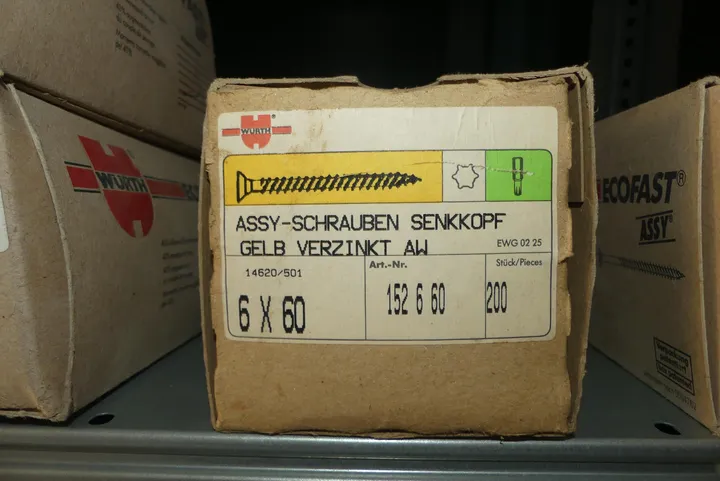 WÜRTH
WÜRTH
ASSY-SCHRAUBEN SENKKOPF
GELB VERZINKT AW
EWG 02 25
14620/501
Art.-Nr.
Stück/Pieces
6 X 60
152 6 60
200
ECOFAST®
ASSY®